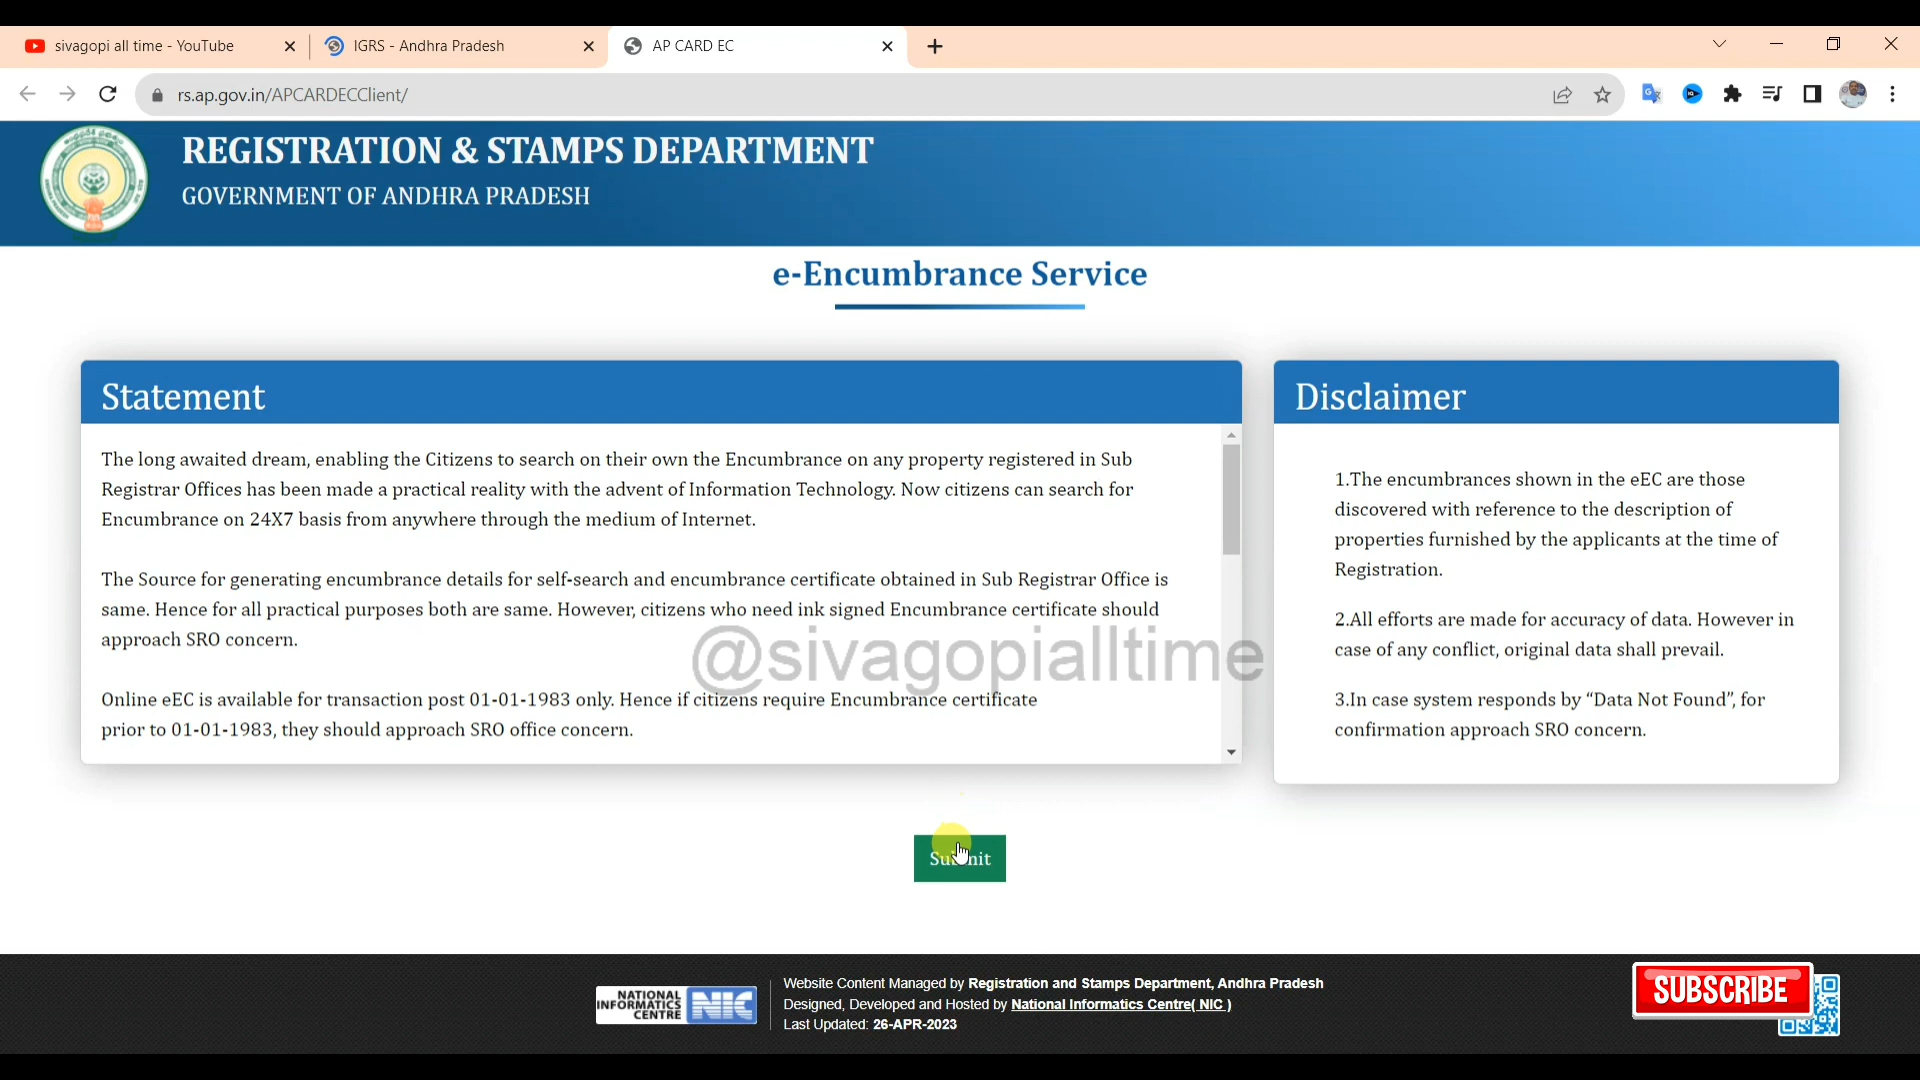 sivagopi all time - YouTube
IGRS - Andhra Pradesh
AP CARD EC
rs.ap.gov.in/APCARDECClient/
REGISTRATION & STAMPS DEPARTMENT
GOVERNMENT OF ANDHRA PRADESH
e-Encumbrance Service
Statement
The long awaited dream, enabling the Citizens to search on their own the Encumbrance on any property registered in Sub
Registrar Offices has been made a practical reality with the advent of Information Technology. Now citizens can search for
Encumbrance on 24X7 basis from anywhere through the medium of Internet.
The Source for generating encumbrance details for self-search and encumbrance certificate obtained in Sub Registrar Office is
same. Hence for all practical purposes both are same. However, citizens who need ink signed Encumbrance certificate should
approach SRO concern.
Online eEC is available for transaction post 01-01-1983 only. Hence if citizens require Encumbrance certificate
prior to 01-01-1983, they should approach SRO office concern.
@sivagopialltime
Disclaimer
1.The encumbrances shown in the eEC are those
discovered with reference to the description of
properties furnished by the applicants at the time of
Registration.
2.All efforts are made for accuracy of data. However in
case of any conflict, original data shall prevail.
3.In case system responds by “Data Not Found”, for
confirmation approach SRO concern.
Submit
NATIONAL
INFORMATICS
CENTRE
NIC
Website Content Managed by Registration and Stamps Department, Andhra Pradesh
Designed, Developed and Hosted by National Informatics Centre( NIC )
Last Updated: 26-APR-2023
SUBSCRIBE